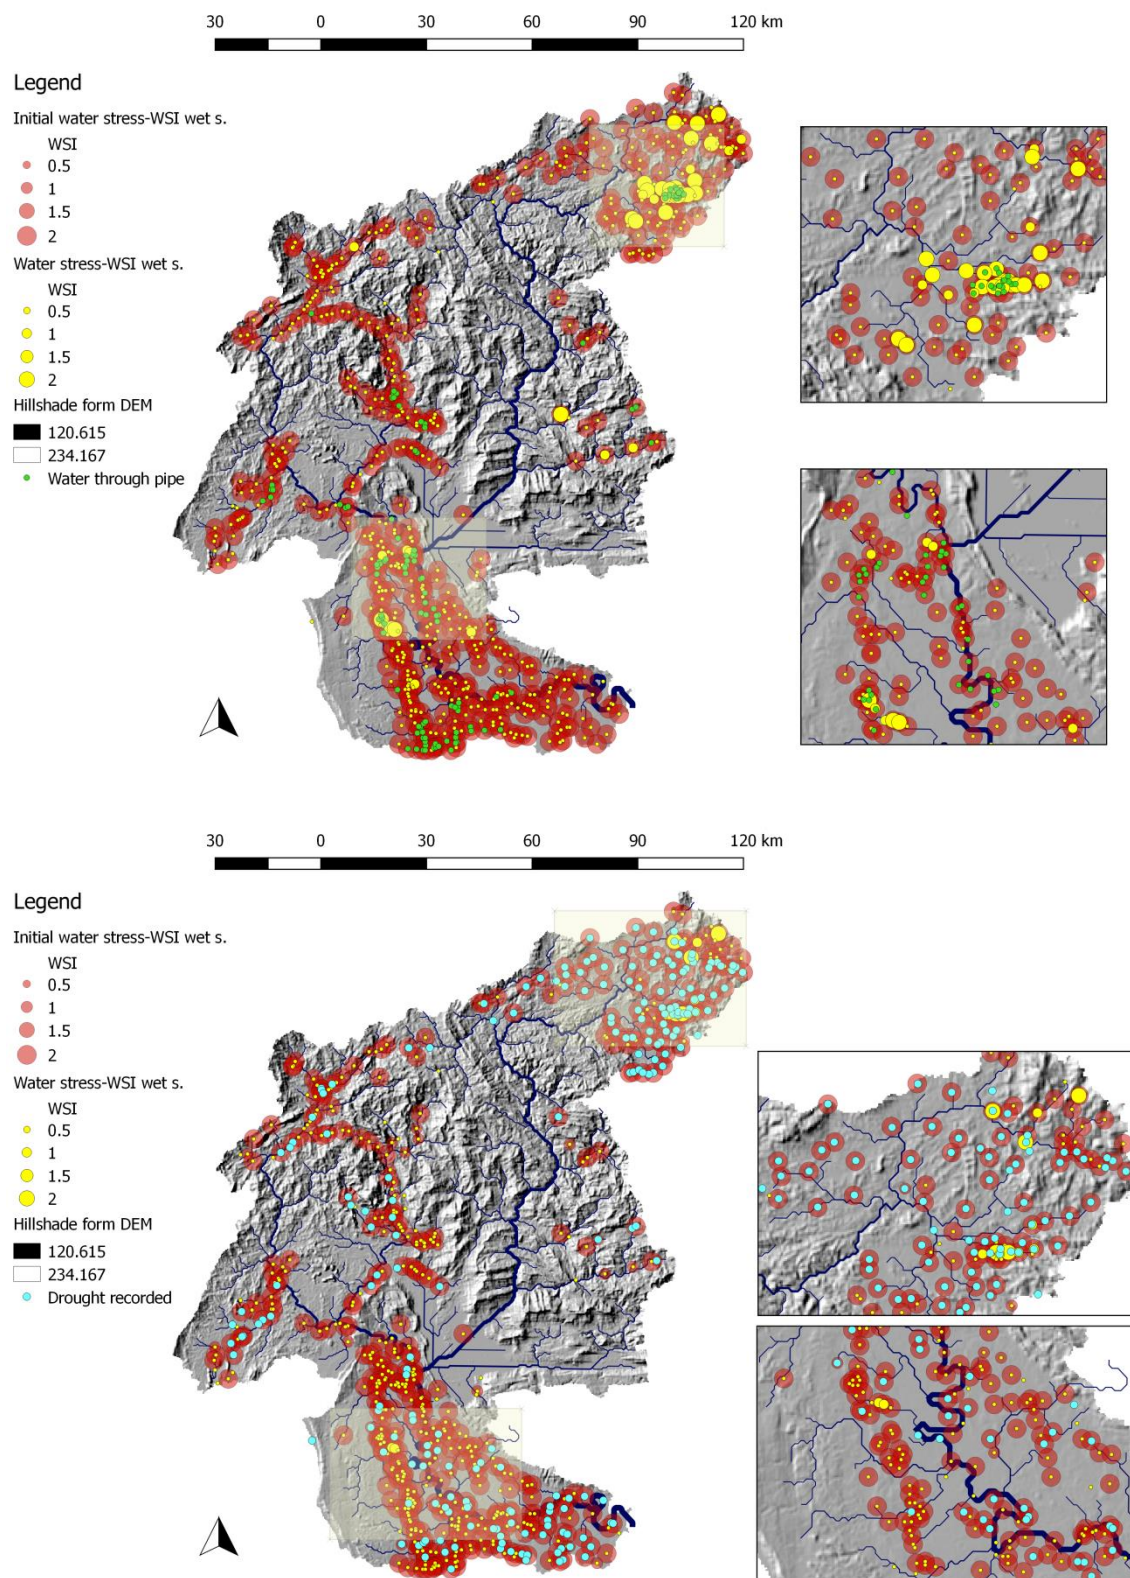 30 0 30 60 90 120 km
Legend
Initial water stress-WSI wet s.
WSI
0.5
1
1.5
2
Water stress-WSI wet s.
WSI
0.5
1
1.5
2
Hillshade form DEM
120.615
234.167
Water through pipe
30 0 30 60 90 120 km
Legend
Initial water stress-WSI wet s.
WSI
0.5
1
1.5
2
Water stress-WSI wet s.
WSI
0.5
1
1.5
2
Hillshade form DEM
120.615
234.167
Drought recorded